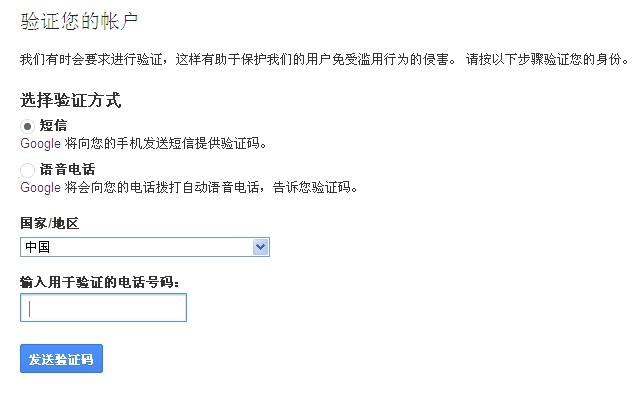 验证您的帐户
我们有时会要求进行验证，这样有助于保护我们的用户免受滥用行为的侵害。 请按以下步骤验证您的身份。
选择验证方式
短信
Google 将向您的手机发送短信提供验证码。
语音电话
Google 将会向您的电话拨打自动语音电话，告诉您验证码。
国家/地区
中国
输入用于验证的电话号码：
发送验证码